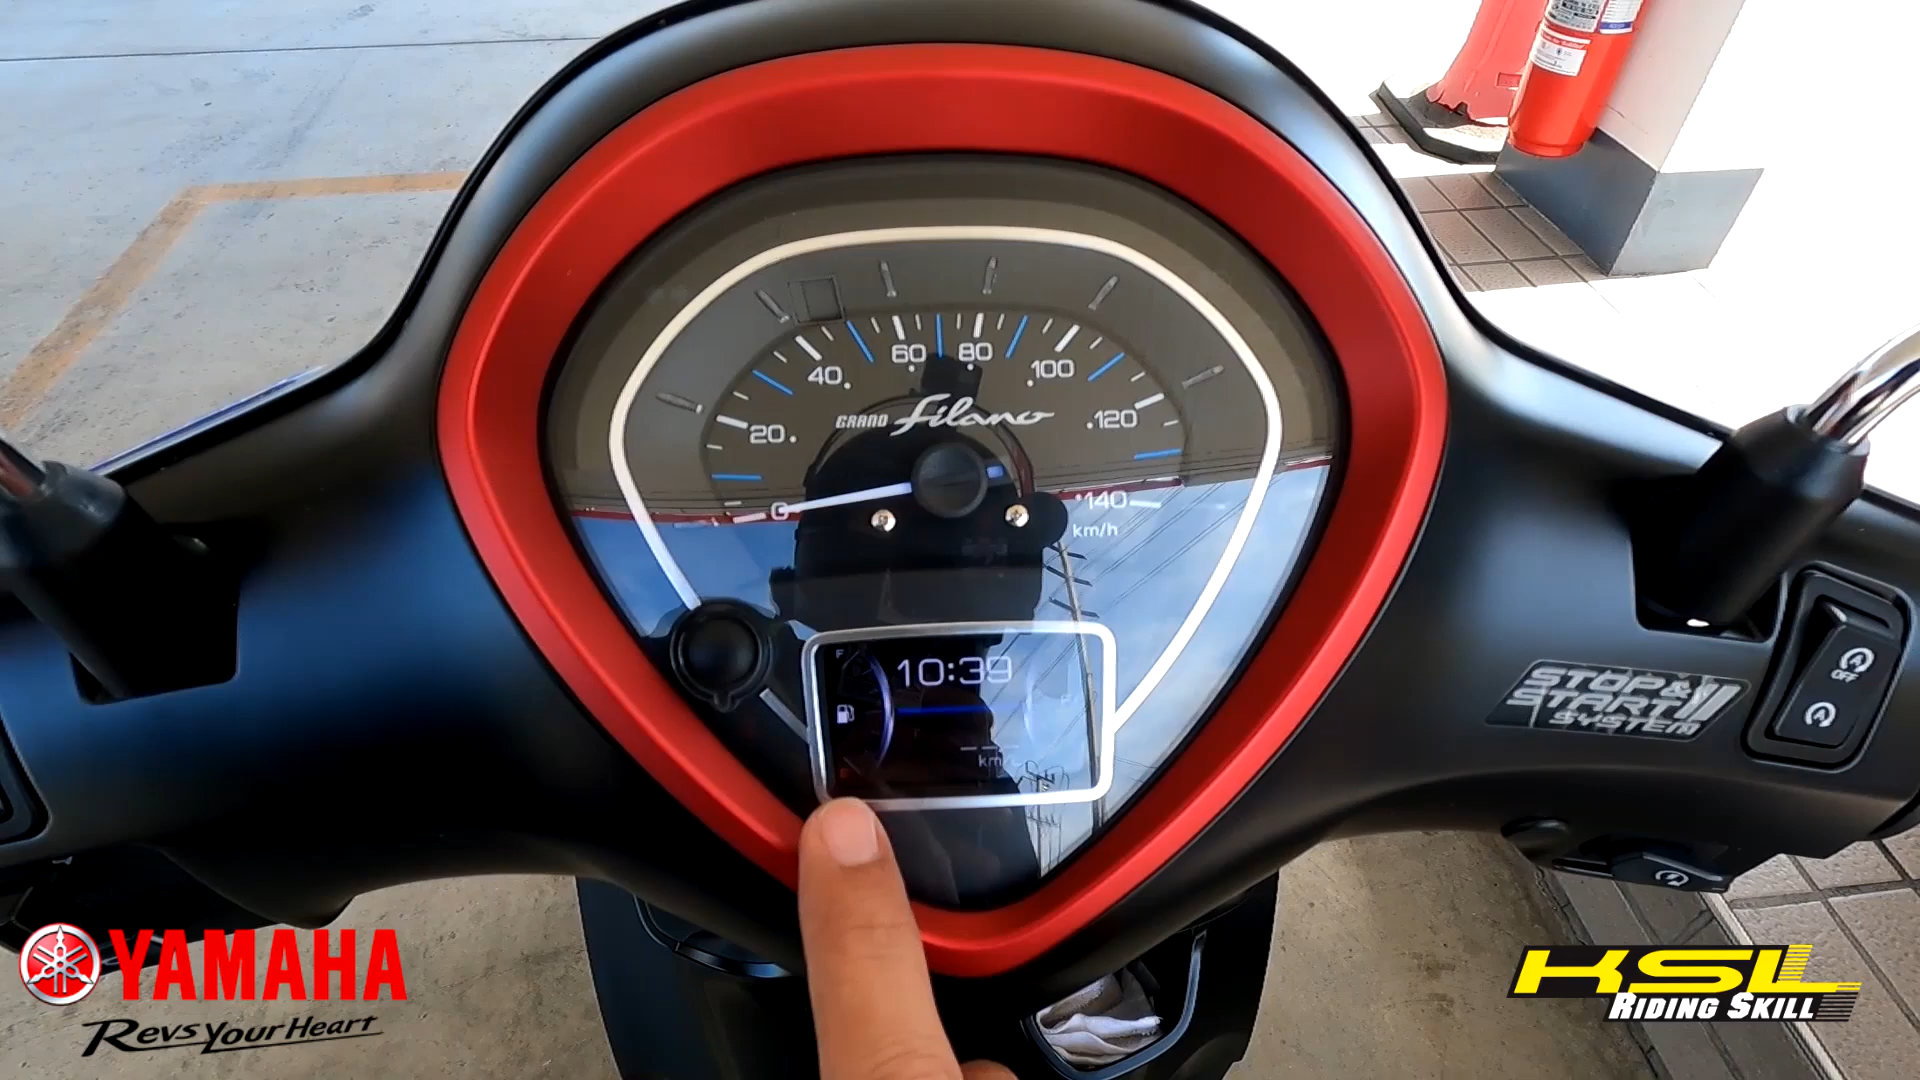 20
40
60
80
100
120
140
km/h
GRAND Filano
0
F
10:39
E
STOP&
START
SYSTEM
OFF
YAMAHA
Revs Your Heart
KSL
RIDING SKILL